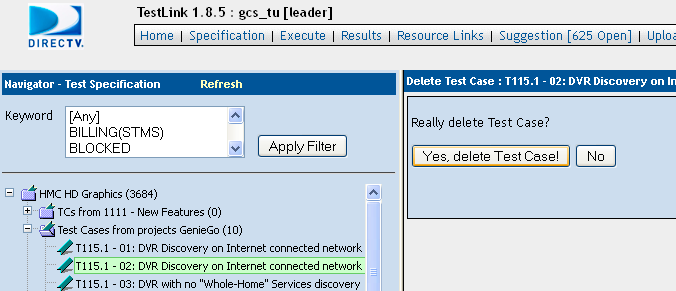 DIRECTV.
TestLink 1.8.5 : gcs_tu [leader]
Home | Specification | Execute | Results | Resource Links | Suggestion [625 Open] | Uploa
Navigator - Test Specification Refresh
Keyword
[Any]
BILLING(STMS)
BLOCKED
Apply Filter
HMC HD Graphics (3684)
TCs from 1111 - New Features (0)
Test Cases from projects GenieGo (10)
T115.1 - 01: DVR Discovery on Internet connected network
T115.1 - 02: DVR Discovery on Internet connected network
T115.1 - 03: DVR with no "Whole-Home" Services discovery
Delete Test Case : T115.1 - 02: DVR Discovery on In
Really delete Test Case?
Yes, delete Test Case! No